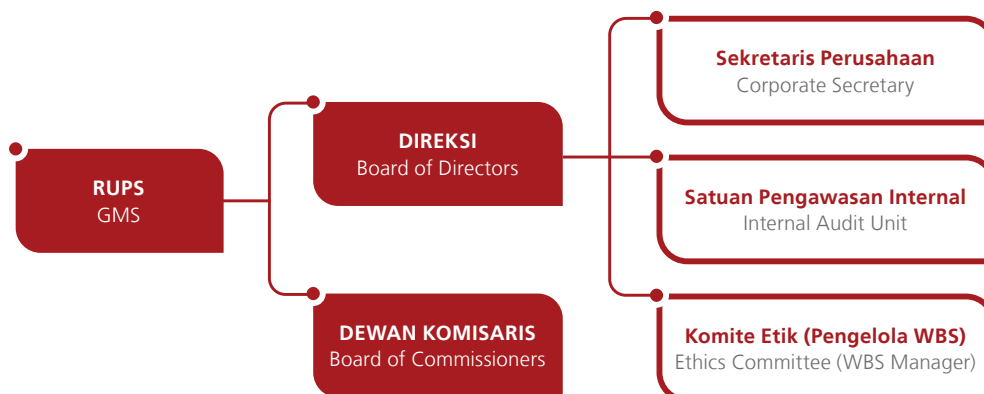 RUPS
GMS
DIREKSI
Board of Directors
DEWAN KOMISARIS
Board of Commissioners
Sekretaris Perusahaan
Corporate Secretary
Satuan Pengawasan Internal
Internal Audit Unit
Komite Etik (Pengelola WBS)
Ethics Committee (WBS Manager)